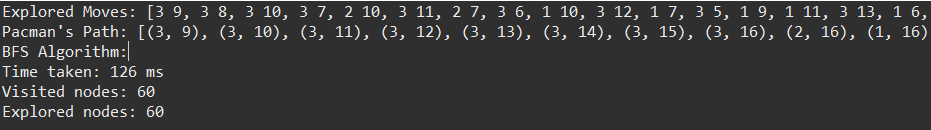 Explored Moves: [3 9, 3 8, 3 10, 3 7, 2 10, 3 11, 2 7, 3 6, 1 10, 3 12, 1 7, 3 5, 1 9, 1 11, 3 13, 1 6,
Pacman's Path: [(3, 9), (3, 10), (3, 11), (3, 12), (3, 13), (3, 14), (3, 15), (3, 16), (2, 16), (1, 16)
BFS Algorithm:
Time taken: 126 ms
Visited nodes: 60
Explored nodes: 60